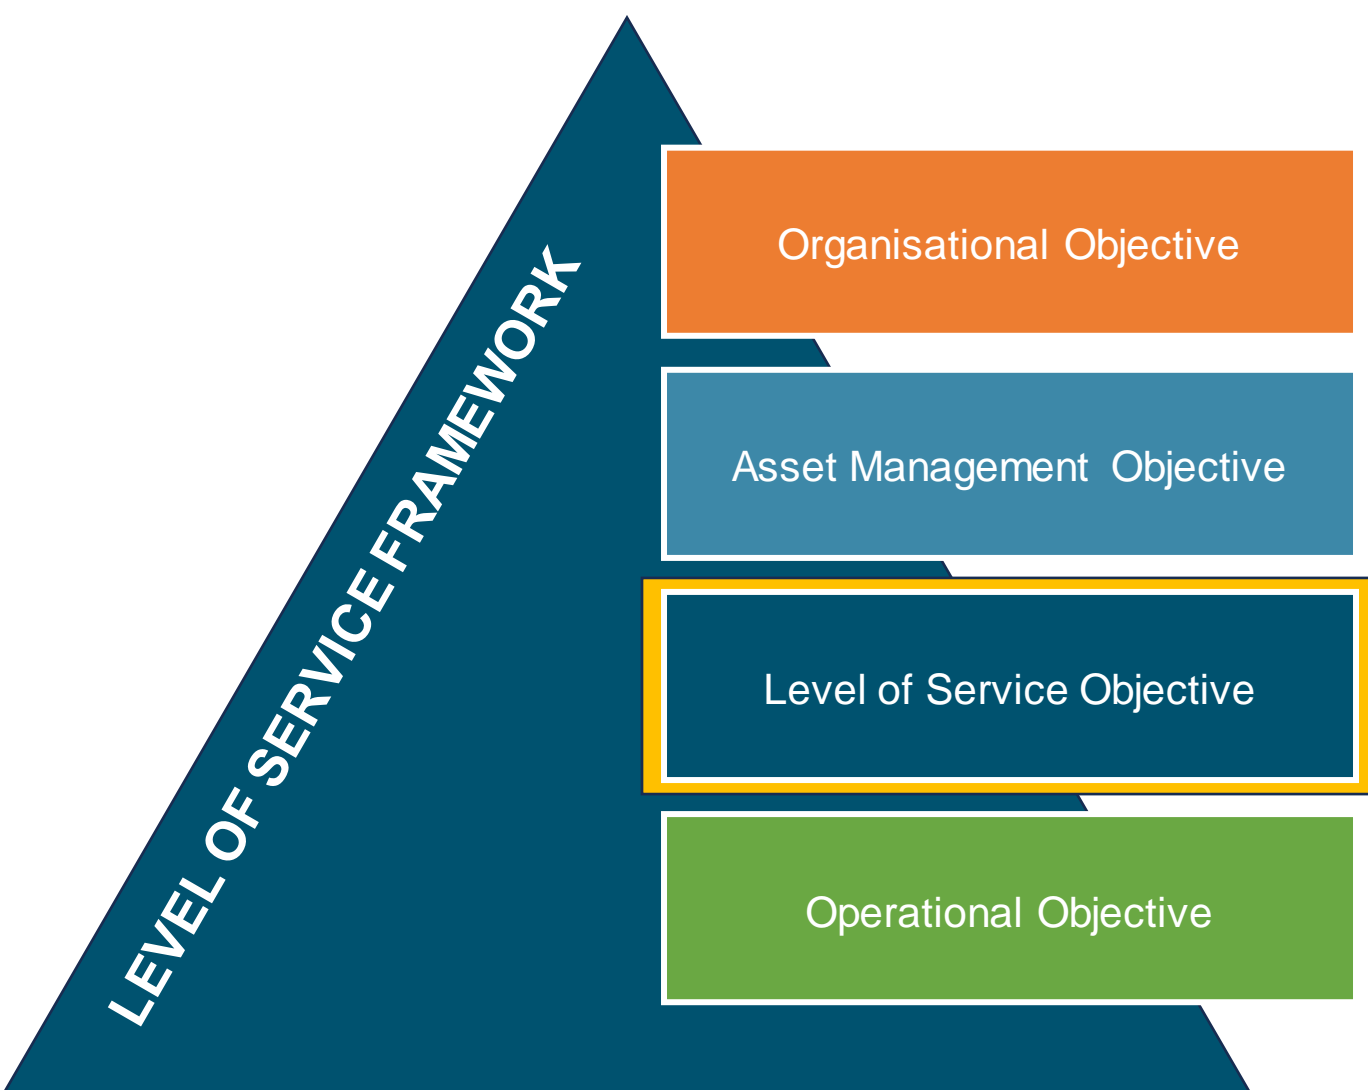 LEVEL OF SERVICE FRAMEWORK
Organisational Objective
Asset Management  Objective
Level of Service Objective
Operational Objective